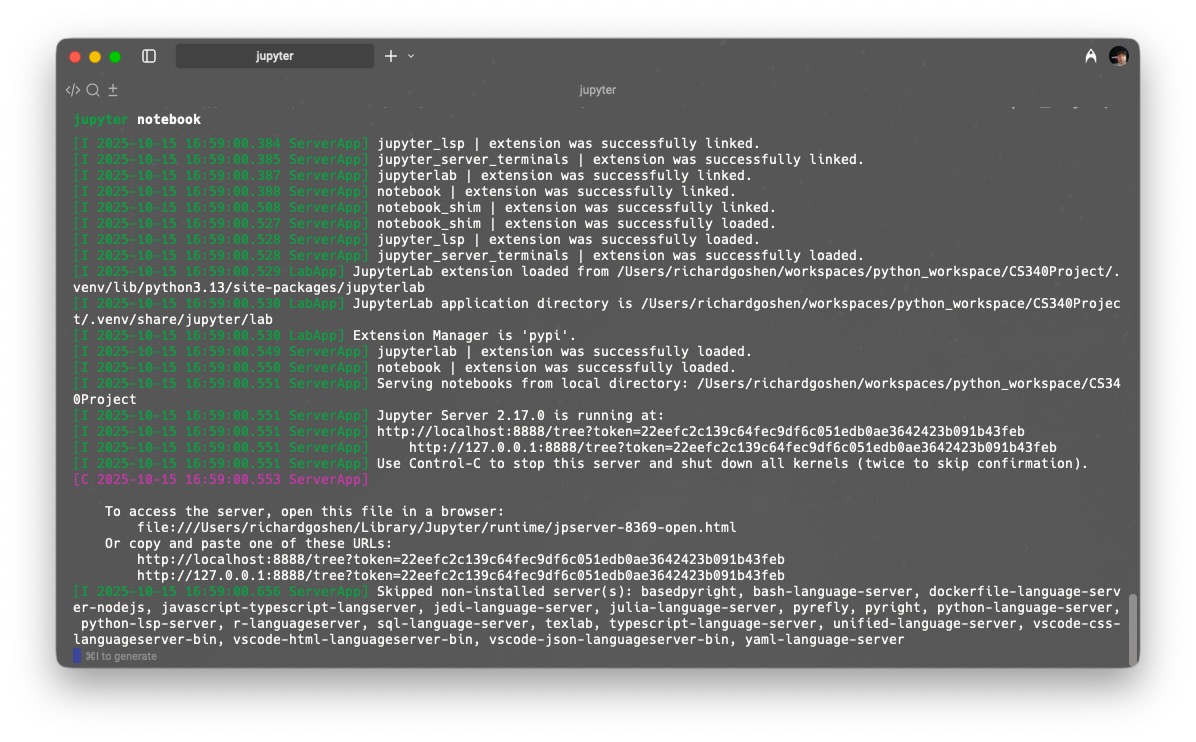 jupyter
jupyter
jupyter notebook
[I 2025-10-15 16:59:00.384 ServerApp] jupyter_lsp | extension was successfully linked.
[I 2025-10-15 16:59:00.385 ServerApp] jupyter_server_terminals | extension was successfully linked.
[I 2025-10-15 16:59:00.387 ServerApp] jupyterlab | extension was successfully linked.
[I 2025-10-15 16:59:00.388 ServerApp] notebook | extension was successfully linked.
[I 2025-10-15 16:59:00.508 ServerApp] notebook_shim | extension was successfully linked.
[I 2025-10-15 16:59:00.527 ServerApp] notebook_shim | extension was successfully loaded.
[I 2025-10-15 16:59:00.528 ServerApp] jupyter_lsp | extension was successfully loaded.
[I 2025-10-15 16:59:00.528 ServerApp] jupyter_server_terminals | extension was successfully loaded.
[I 2025-10-15 16:59:00.529 LabApp] JupyterLab extension loaded from /Users/richardgoshen/workspaces/python_workspace/CS340Project/.
venv/lib/python3.13/site-packages/jupyterlab
[I 2025-10-15 16:59:00.530 LabApp] JupyterLab application directory is /Users/richardgoshen/workspaces/python_workspace/CS340Projec
t/.venv/share/jupyter/lab
[I 2025-10-15 16:59:00.530 LabApp] Extension Manager is 'pypi'.
[I 2025-10-15 16:59:00.549 ServerApp] jupyterlab | extension was successfully loaded.
[I 2025-10-15 16:59:00.550 ServerApp] notebook | extension was successfully loaded.
[I 2025-10-15 16:59:00.551 ServerApp] Serving notebooks from local directory: /Users/richardgoshen/workspaces/python_workspace/CS34
0Project
[I 2025-10-15 16:59:00.551 ServerApp] Jupyter Server 2.17.0 is running at:
[I 2025-10-15 16:59:00.551 ServerApp] http://localhost:8888/tree?token=22eefc2c139c64fec9df6c051edb0ae3642423b091b43feb
[I 2025-10-15 16:59:00.551 ServerApp]     http://127.0.0.1:8888/tree?token=22eefc2c139c64fec9df6c051edb0ae3642423b091b43feb
[I 2025-10-15 16:59:00.551 ServerApp] Use Control-C to stop this server and shut down all kernels (twice to skip confirmation).
[C 2025-10-15 16:59:00.553 ServerApp]
    To access the server, open this file in a browser:
        file:///Users/richardgoshen/Library/Jupyter/runtime/jpserver-8369-open.html
    Or copy and paste one of these URLs:
        http://localhost:8888/tree?token=22eefc2c139c64fec9df6c051edb0ae3642423b091b43feb
        http://127.0.0.1:8888/tree?token=22eefc2c139c64fec9df6c051edb0ae3642423b091b43feb
[I 2025-10-15 16:59:00.656 ServerApp] Skipped non-installed server(s): basedpyright, bash-language-server, dockerfile-language-serv
er-nodejs, javascript-typescript-langserver, jedi-language-server, julia-language-server, pyrefly, pyright, python-language-server,
 python-lsp-server, r-languageserver, sql-language-server, texlab, typescript-language-server, unified-language-server, vscode-css-
languageserver-bin, vscode-html-languageserver-bin, vscode-json-languageserver-bin, yaml-language-server
⌘I to generate